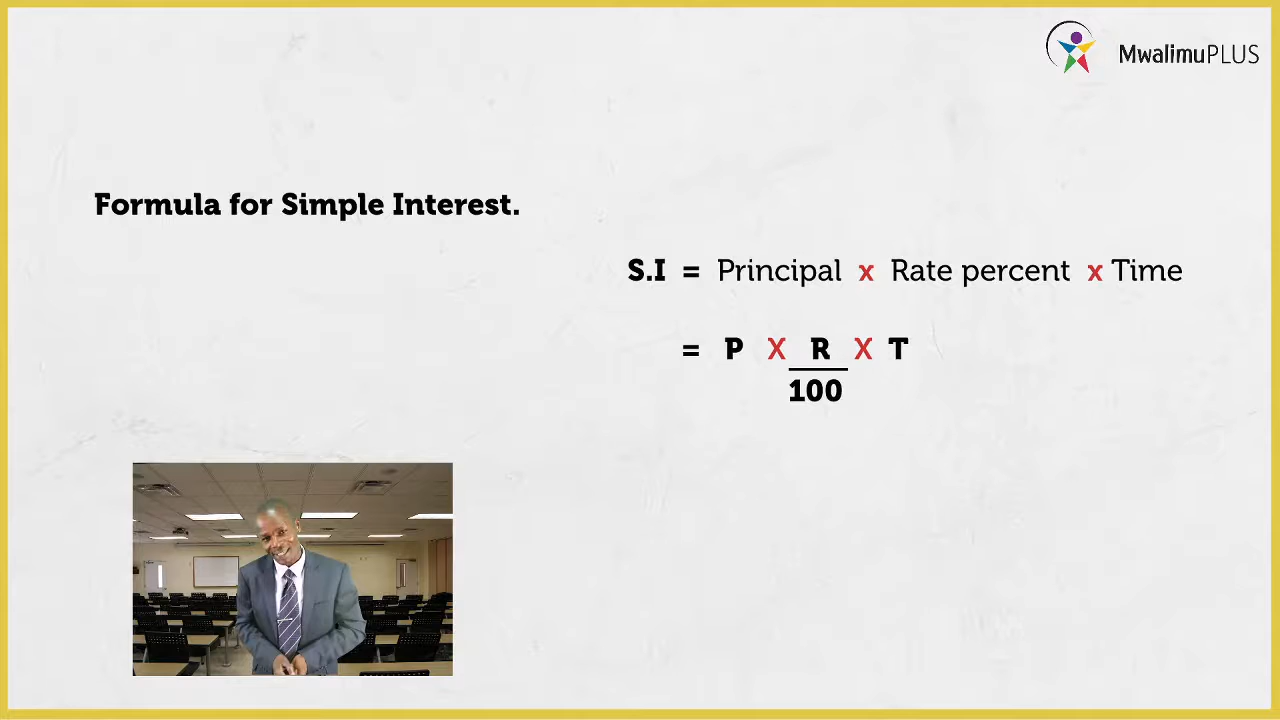 MwalimuPLUS
Formula for Simple Interest.
S.I = Principal x Rate percent x Time
= P X R X T
100